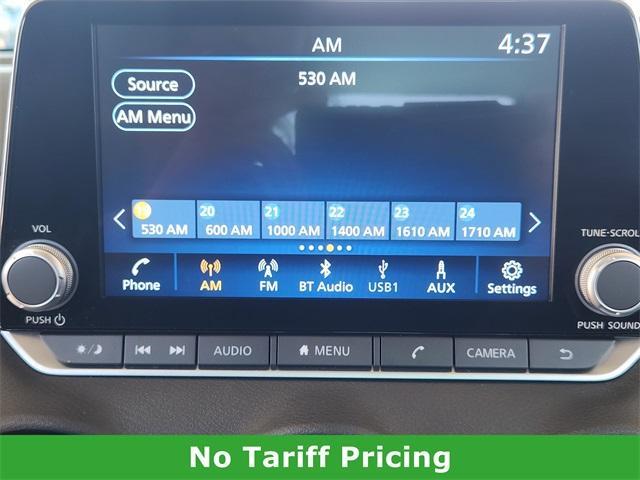 AM 4:37
Source 530 AM
AM Menu
19 20 21 22 23 24
530 AM 600 AM 1000 AM 1400 AM 1610 AM 1710 AM
VOL TUNE·SCROLL
Phone AM FM BT Audio USB1 AUX Settings
PUSH PUSH SOUND
AUDIO MENU CAMERA
No Tariff Pricing